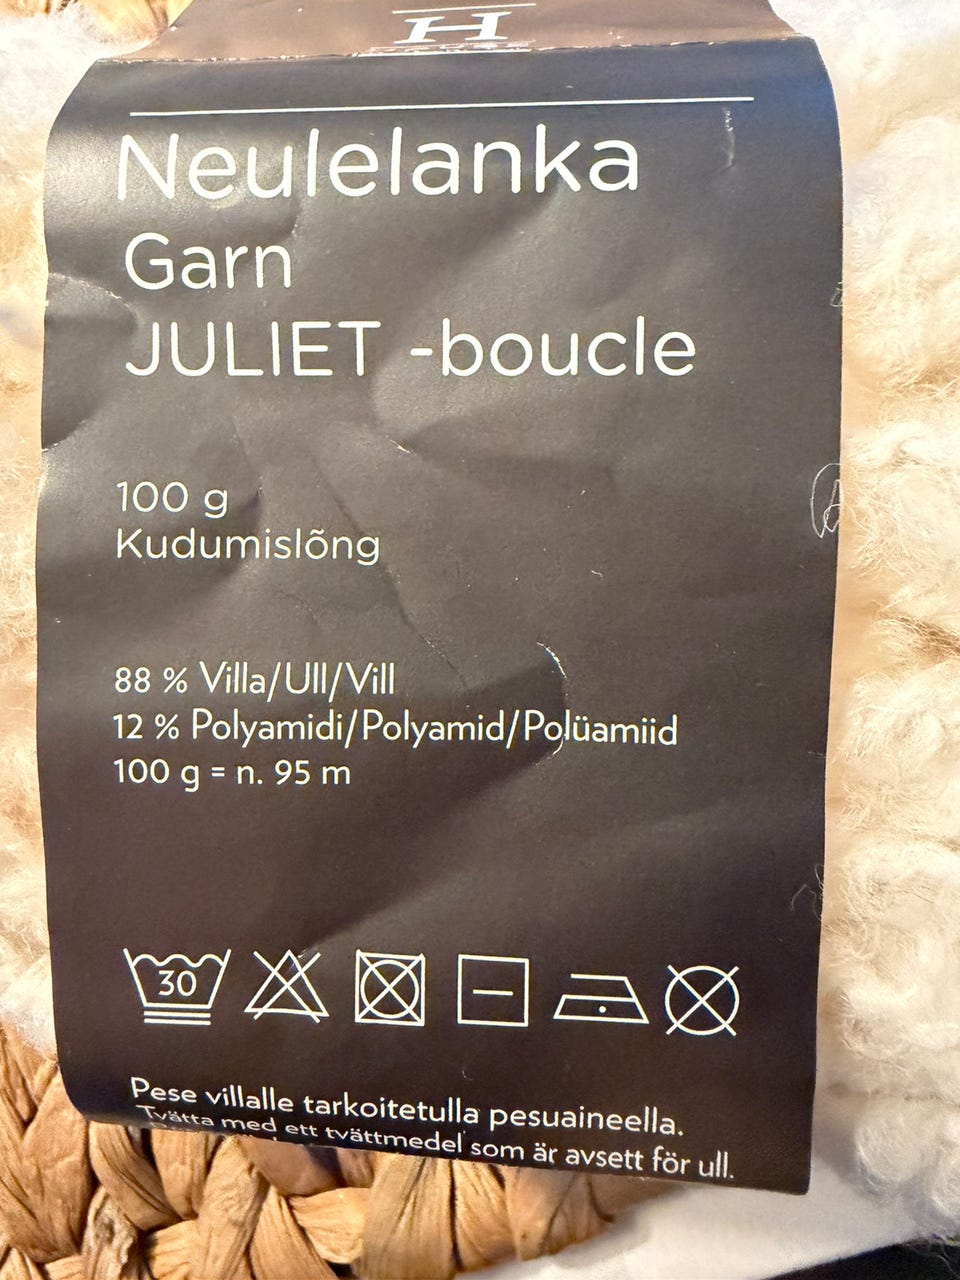 H
Neulelanka
Garn
JULIET -boucle
100 g
Kudumislõng
88 % Villa/Ull/Vill
12 % Polyamidi/Polyamid/Polüamiid
100 g = n. 95 m
30
Pese villalle tarkoitetulla pesuaineella.
Tvätta med ett tvättmedel som är avsett för ull.